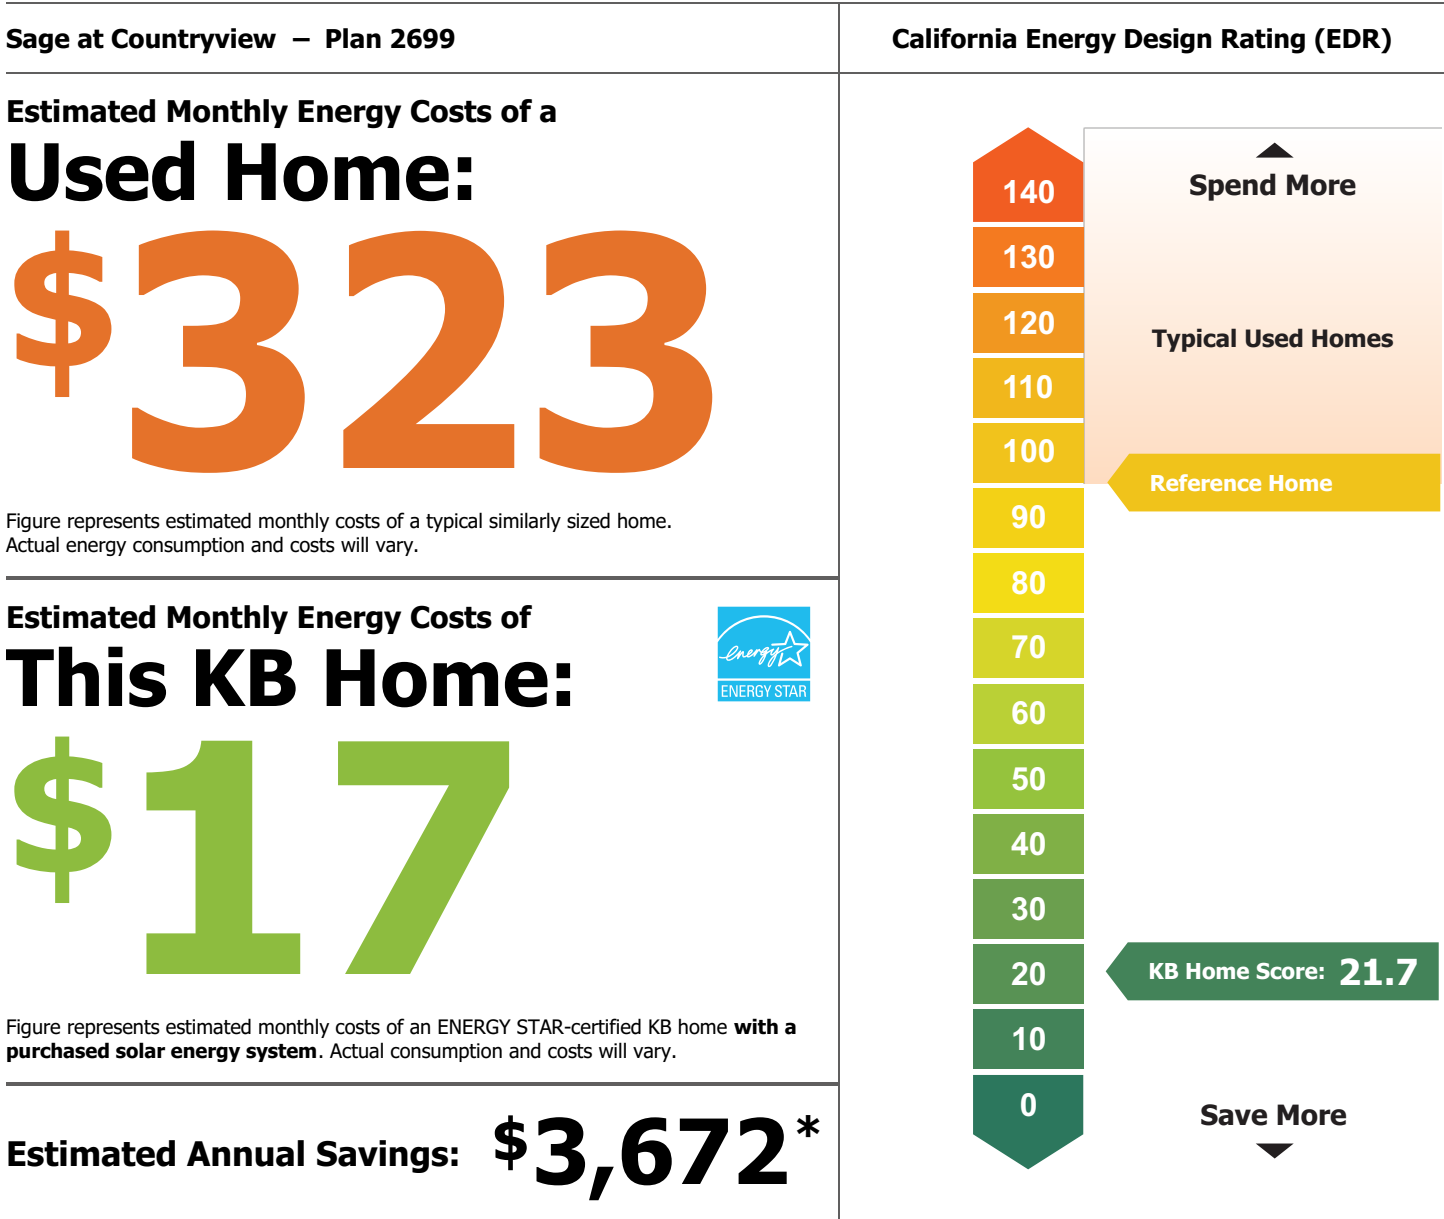 Sage at Countryview – Plan 2699
Estimated Monthly Energy Costs of a
Used Home:
$323
Figure represents estimated monthly costs of a typical similarly sized home.
Actual energy consumption and costs will vary.
Estimated Monthly Energy Costs of
This KB Home:
energy
ENERGY STAR
$17
Figure represents estimated monthly costs of an ENERGY STAR-certified KB home with a
purchased solar energy system. Actual consumption and costs will vary.
Estimated Annual Savings: $3,672*
California Energy Design Rating (EDR)
140
Spend More
130
120
Typical Used Homes
110
100
Reference Home
90
80
70
60
50
40
30
20
KB Home Score: 21.7
10
0
Save More